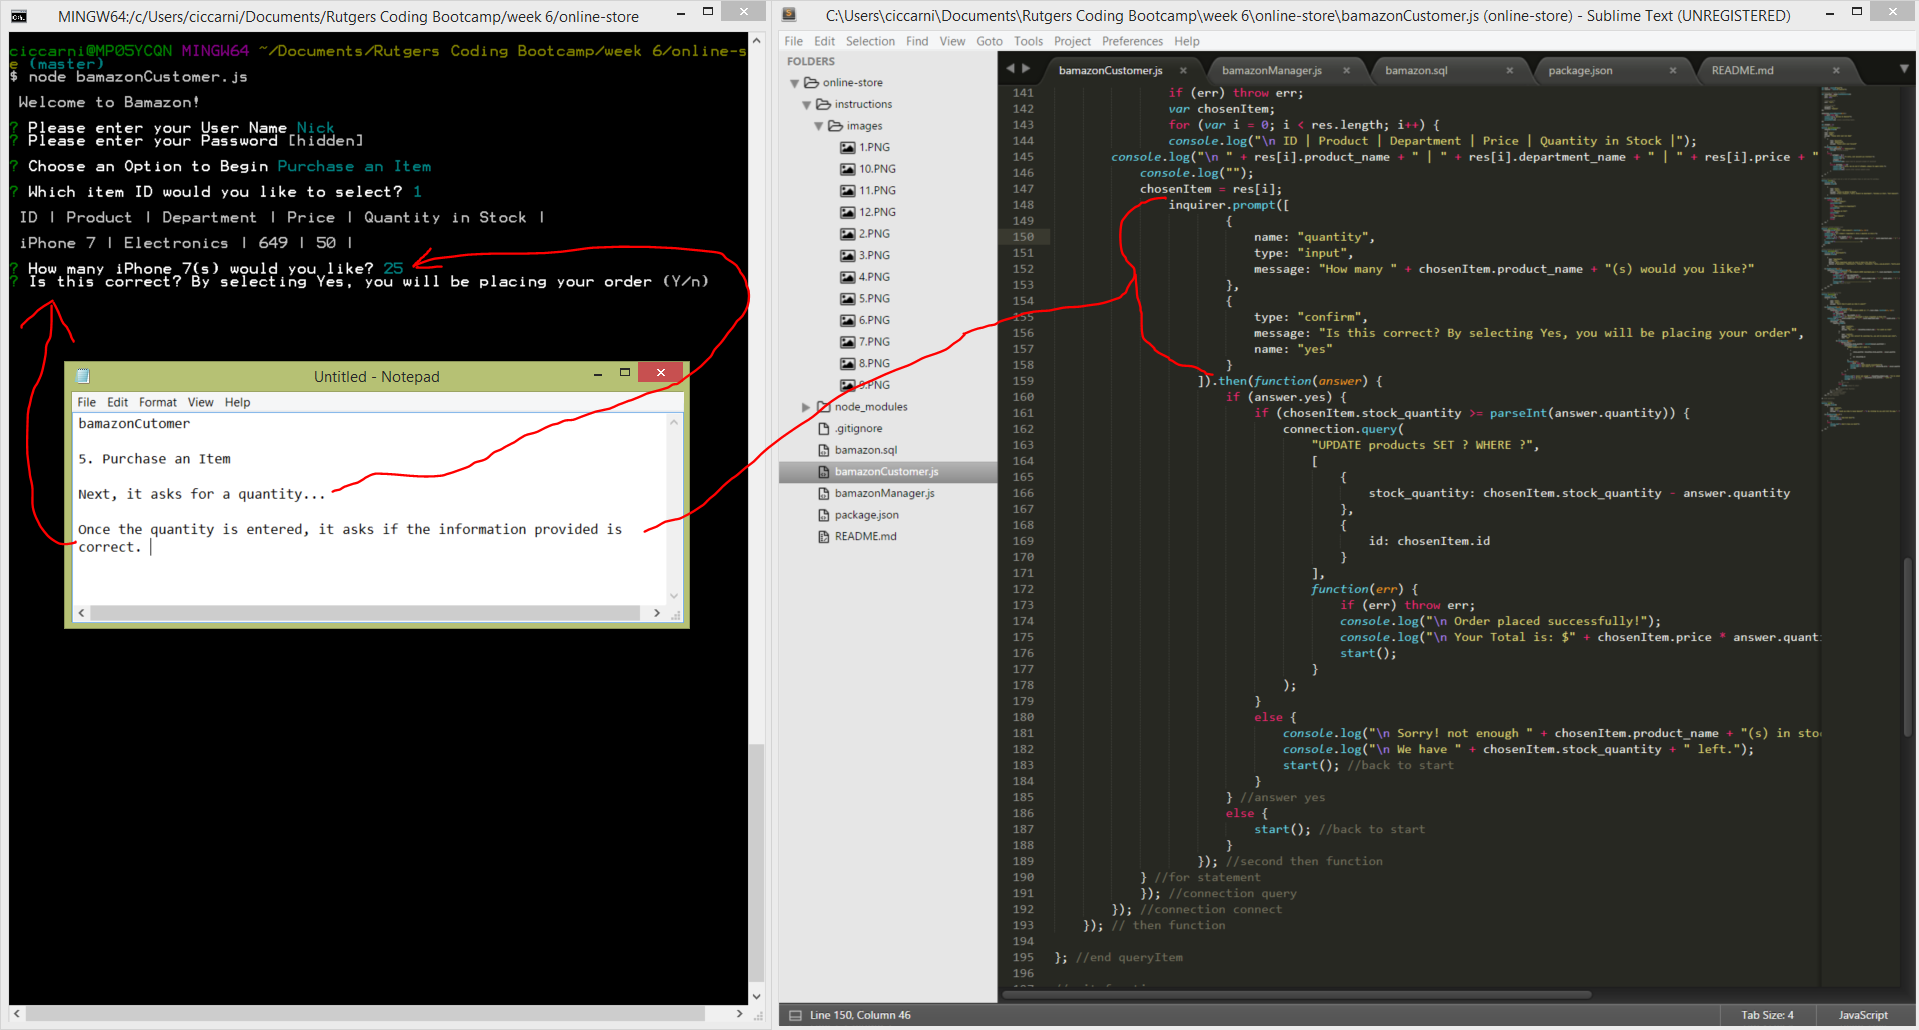 MINGW64:/c/Users/ciccarni/Documents/Rutgers Coding Bootcamp/week 6/online-store
ciccarni@MP05YCQN MINGW64 ~/Documents/Rutgers Coding Bootcamp/week 6/online-s
e (master)
$ node bamazonCustomer.js
Welcome to Bamazon!
? Please enter your User Name Nick
? Please enter your Password [hidden]
? Choose an Option to Begin Purchase an Item
? Which item ID would you like to select? 1
ID | Product | Department | Price | Quantity in Stock |
iPhone 7 | Electronics | 649 | 50 |
? How many iPhone 7(s) would you like? 25
? Is this correct? By selecting Yes, you will be placing your order (Y/n)
Untitled - Notepad
File Edit Format View Help
bamazonCutomer
5. Purchase an Item
Next, it asks for a quantity...
Once the quantity is entered, it asks if the information provided is
correct.
C:\Users\ciccarni\Documents\Rutgers Coding Bootcamp\week 6\online-store\bamazonCustomer.js (online-store) - Sublime Text (UNREGISTERED)
File Edit Selection Find View Goto Tools Project Preferences Help
FOLDERS
online-store
instructions
images
1.PNG
10.PNG
11.PNG
12.PNG
2.PNG
3.PNG
4.PNG
5.PNG
6.PNG
7.PNG
8.PNG
9.PNG
node_modules
.gitignore
bamazon.sql
bamazonCustomer.js
bamazonManager.js
package.json
README.md
bamazonCustomer.js bamazonManager.js bamazon.sql package.json README.md
141 if (err) throw err;
142 var chosenItem;
143 for (var i = 0; i < res.length; i++) {
144 console.log("\n ID | Product | Department | Price | Quantity in Stock |");
145 console.log("\n " + res[i].product_name + " | " + res[i].department_name + " | " + res[i].price + "
146 console.log("");
147 chosenItem = res[i];
148 inquirer.prompt([
149 {
150 name: "quantity",
151 type: "input",
152 message: "How many " + chosenItem.product_name + "(s) would you like?"
153 },
154 {
155 type: "confirm",
156 message: "Is this correct? By selecting Yes, you will be placing your order",
157 name: "yes"
158 }
159 ]).then(function(answer) {
160 if (answer.yes) {
161 if (chosenItem.stock_quantity >= parseInt(answer.quantity)) {
162 connection.query(
163 "UPDATE products SET ? WHERE ?",
164 [
165 {
166 stock_quantity: chosenItem.stock_quantity - answer.quantity
167 },
168 {
169 id: chosenItem.id
170 }
171 ],
172 function(err) {
173 if (err) throw err;
174 console.log("\n Order placed successfully!");
175 console.log("\n Your Total is: $" + chosenItem.price * answer.quanti
176 start();
177 }
178 );
179 }
180 else {
181 console.log("\n Sorry! not enough " + chosenItem.product_name + "(s) in sto
182 console.log("\n We have " + chosenItem.stock_quantity + " left.");
183 start(); //back to start
184 }
185 } //answer yes
186 else {
187 start(); //back to start
188 }
189 }); //second then function
190 } //for statement
191 }); //connection query
192 }); //connection connect
193 }); // then function
194
195 }; //end queryItem
196
Line 150, Column 46
Tab Size: 4
JavaScript